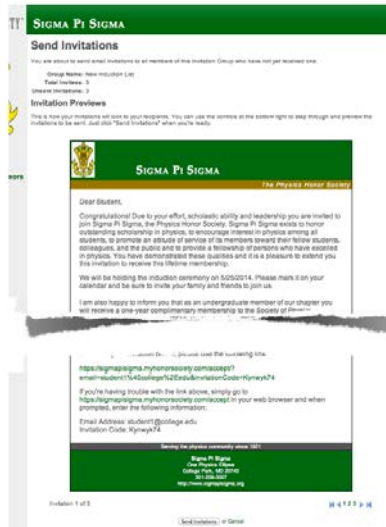 SIGMA PI SIGMA
Send Invitations
You are about to send email invitations to all members of this Invitation Group who have not yet received one.
Group Name: New Induction List
Total Invitees: 3
Unsent Invitations: 3
Invitation Previews
This is how your invitations will look to your recipients. You can use the controls at the bottom right to step through and preview the
invitations to be sent. Just click "Send Invitations" when you're ready.
SIGMA PI SIGMA
The Physics Honor Society
Dear Student,
Congratulations! Due to your effort, scholastic ability and leadership you are invited to
join Sigma Pi Sigma, the Physics Honor Society. Sigma Pi Sigma exists to honor
outstanding scholarship in physics, to encourage interest in physics among all
students, to promote an attitude of service of its members toward their fellow students,
colleagues, and the public and to provide a fellowship of persons who have excelled
in physics. You have demonstrated these qualities and it is a pleasure to extend you
this invitation to receive this lifetime membership.
We will be holding the induction ceremony on 5/25/2014. Please mark it on your
calendar and be sure to invite your family and friends to join us.
I am also happy to inform you that as an undergraduate member of our chapter you
will receive a one-year complimentary membership to the Society of
please use the following link:
https://sigmapisigma.myhonorsociety.com/accept?
email=student1%40college%2Eedu&InvitationCode=Kynwyk74
If you're having trouble with the link above, simply go to
https://sigmapisigma.myhonorsociety.com/accept in your web browser and when
prompted, enter the following information:
Email Address: student1@college.edu
Invitation Code: Kynwyk74
Serving the physics community since 1921
Sigma Pi Sigma
One Physics Ellipse
College Park, MD 20740
301-209-3007
http://www.sigmapisigma.org
Invitation 1 of 3
1 2 3
Send Invitations or Cancel